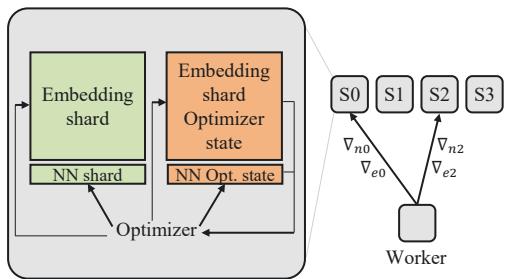 Embedding
shard
Embedding
shard
Optimizer
state
NN shard
NN Opt. state
Optimizer
S0 S1 S2 S3
∇n0
∇e0
∇n2
∇e2
Worker